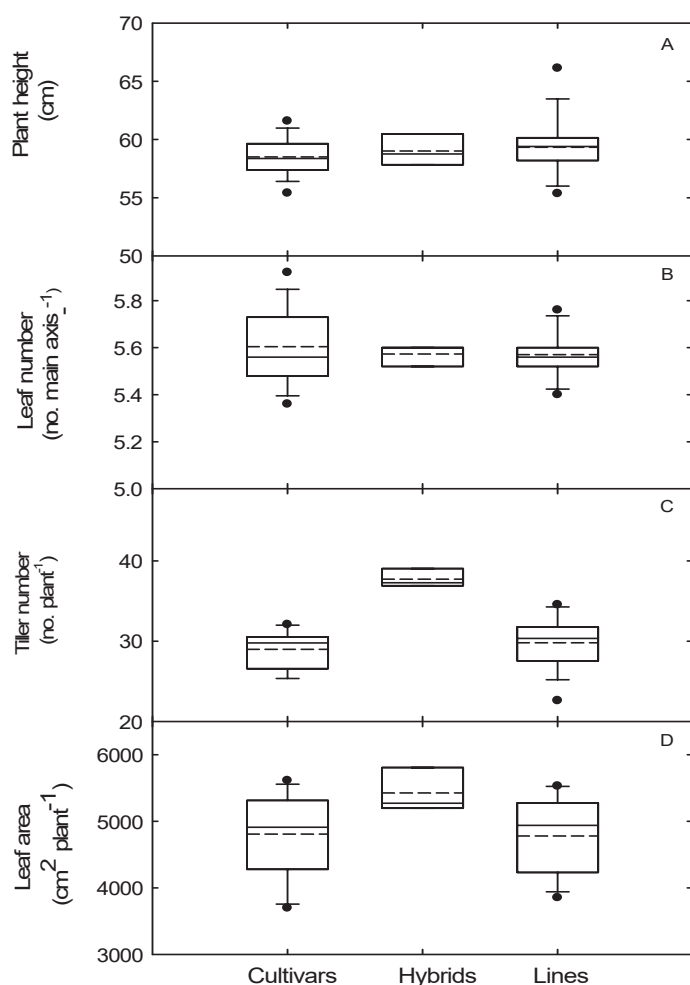 70
A
65
60
55
50
Plant height
(cm)
B
5.8
5.6
5.4
5.2
5.0
Leaf number
(no. main axis-1)
C
40
30
20
Tiller number
(no. plant-1)
D
6000
5000
4000
3000
Leaf area
(cm2 plant-1)
Cultivars Hybrids Lines